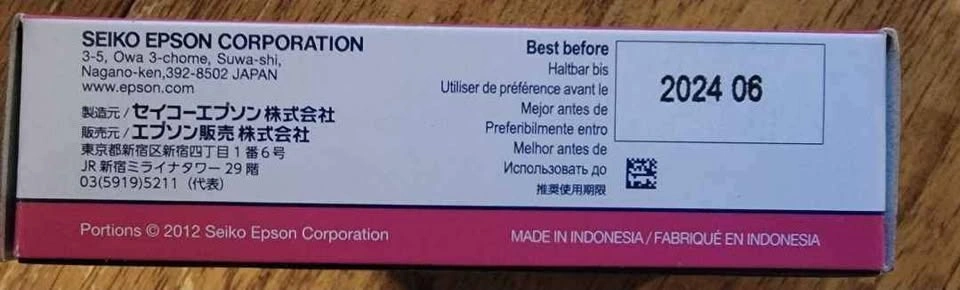 SEIKO EPSON CORPORATION
3-5, Owa 3-chome, Suwa-shi,
Nagano-ken,392-8502 JAPAN
www.epson.com
製造元 / セイコーエプソン株式会社
販売元 / エプソン販売株式会社
東京都新宿区新宿四丁目1番6号
JR新宿ミライナタワー29階
03(5919)5211（代表）
Best before
Haltbar bis
Utiliser de préférence avant le
Mejor antes de
Preferibilmente entro
Melhor antes de
Использовать до
推奨使用期限
2024 06
Portions © 2012 Seiko Epson Corporation
MADE IN INDONESIA / FABRIQUÉ EN INDONESIA